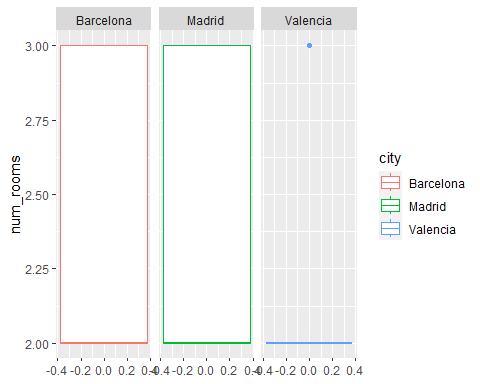 Barcelona Madrid Valencia
3.00
2.75
2.50
2.25
2.00
num_rooms
-0.4 -0.2 0.0 0.2 0.4 -0.4 -0.2 0.0 0.2 0.4 -0.4 -0.2 0.0 0.2 0.4
city
Barcelona
Madrid
Valencia